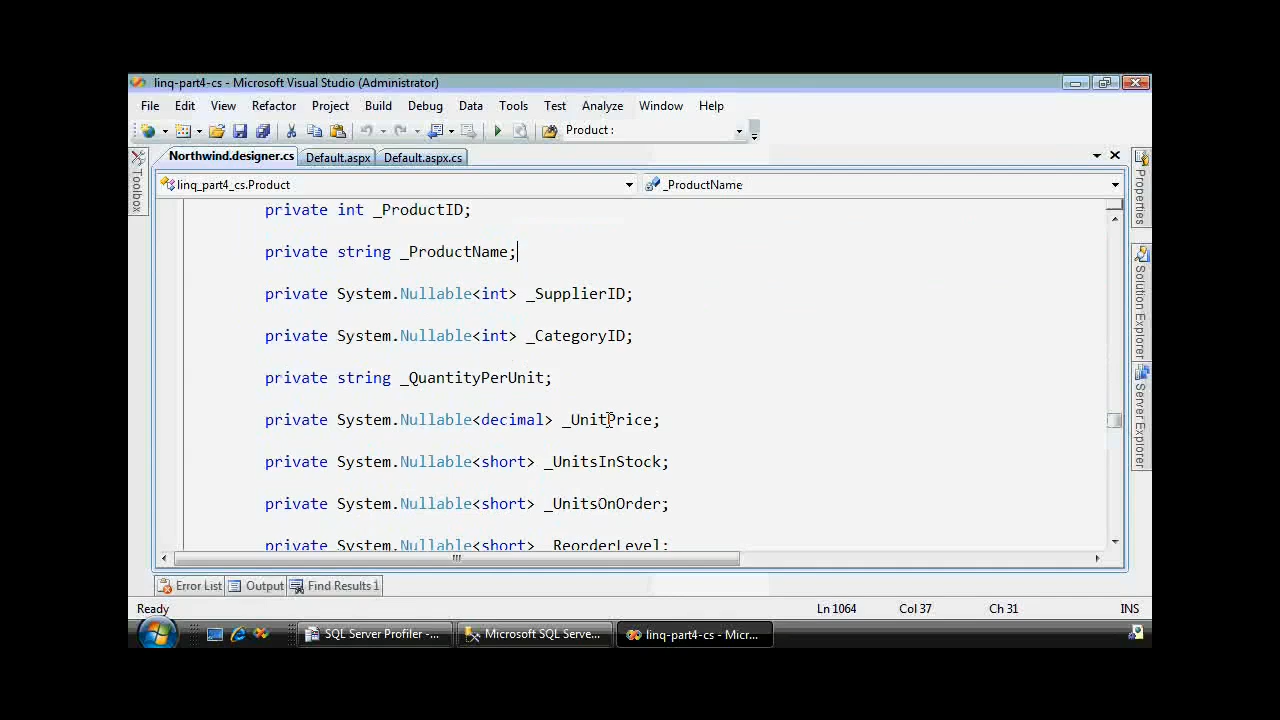 linq-part4-cs - Microsoft Visual Studio (Administrator)
File Edit View Refactor Project Build Debug Data Tools Test Analyze Window Help
Product :
Northwind.designer.cs Default.aspx Default.aspx.cs
linq_part4_cs.Product _ProductName
Toolbox
Properties
Solution Explorer
Server Explorer
private int _ProductID;
private string _ProductName;
private System.Nullable<int> _SupplierID;
private System.Nullable<int> _CategoryID;
private string _QuantityPerUnit;
private System.Nullable<decimal> _UnitPrice;
private System.Nullable<short> _UnitsInStock;
private System.Nullable<short> _UnitsOnOrder;
private System.Nullable<short> _ReorderLevel;
Error List Output Find Results 1
Ready Ln 1064 Col 37 Ch 31 INS
SQL Server Profiler -... Microsoft SQL Serve... linq-part4-cs - Micr...